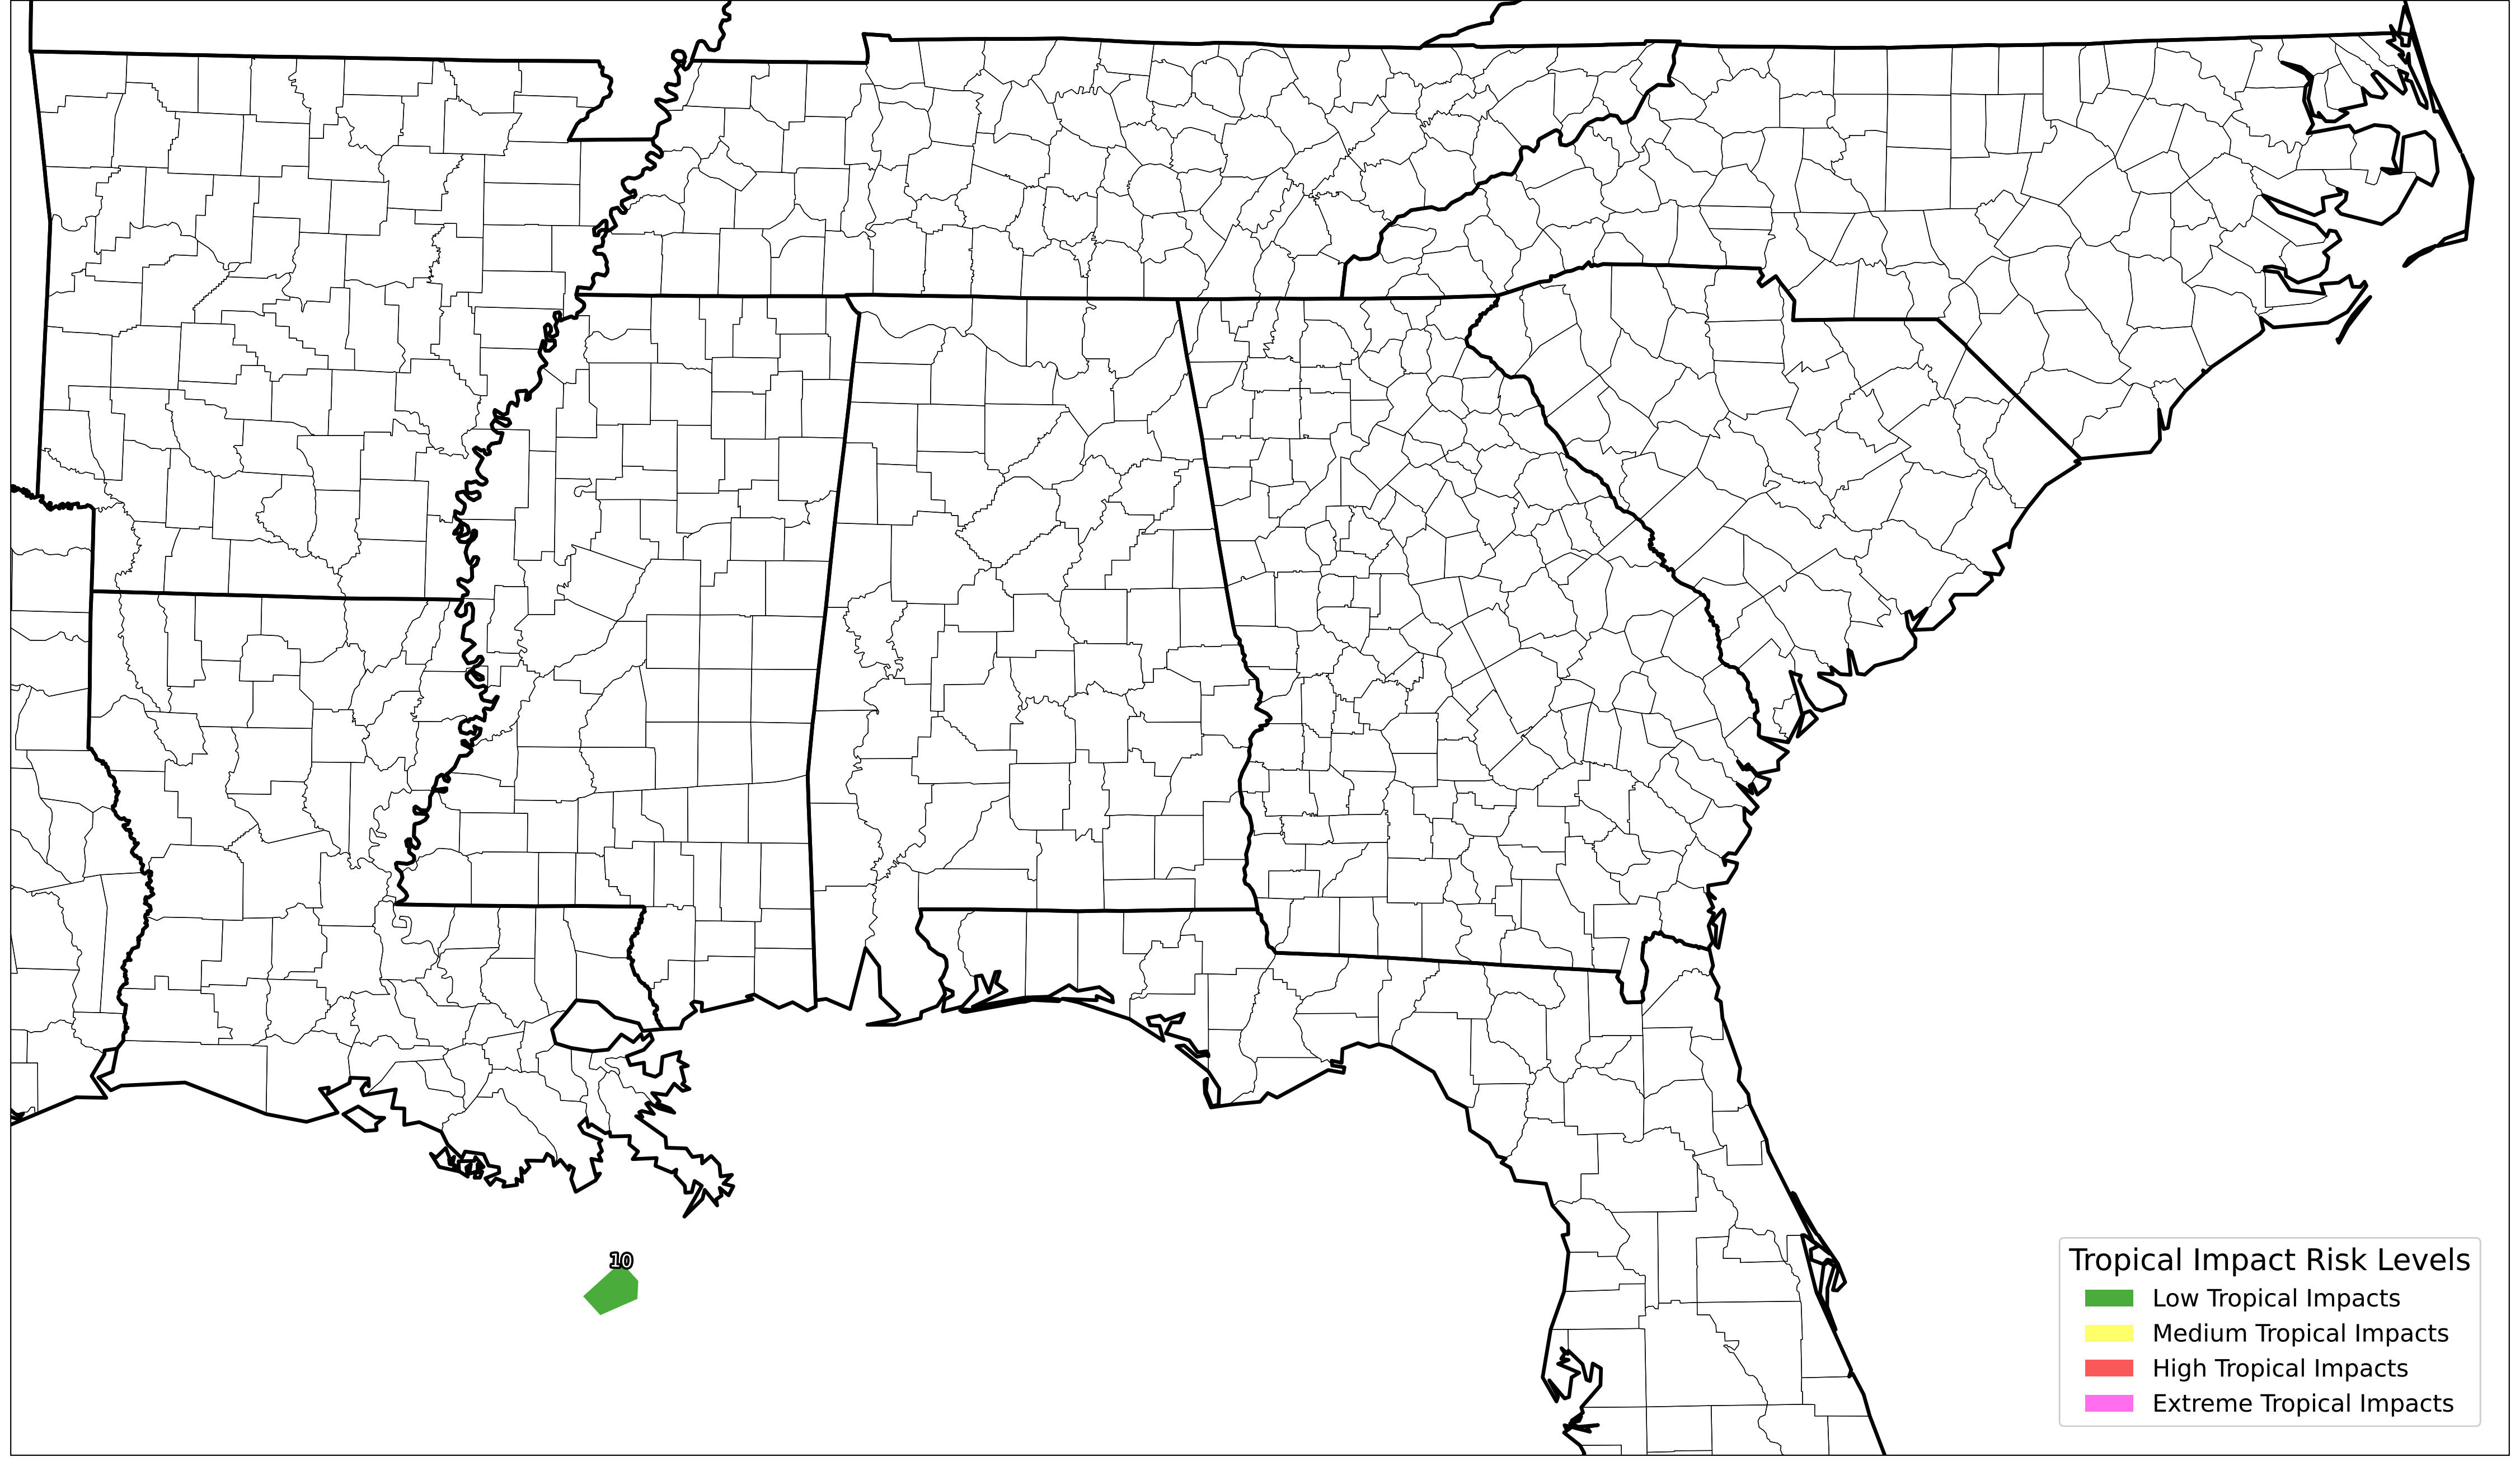 10
Tropical Impact Risk Levels
Low Tropical Impacts
Medium Tropical Impacts
High Tropical Impacts
Extreme Tropical Impacts